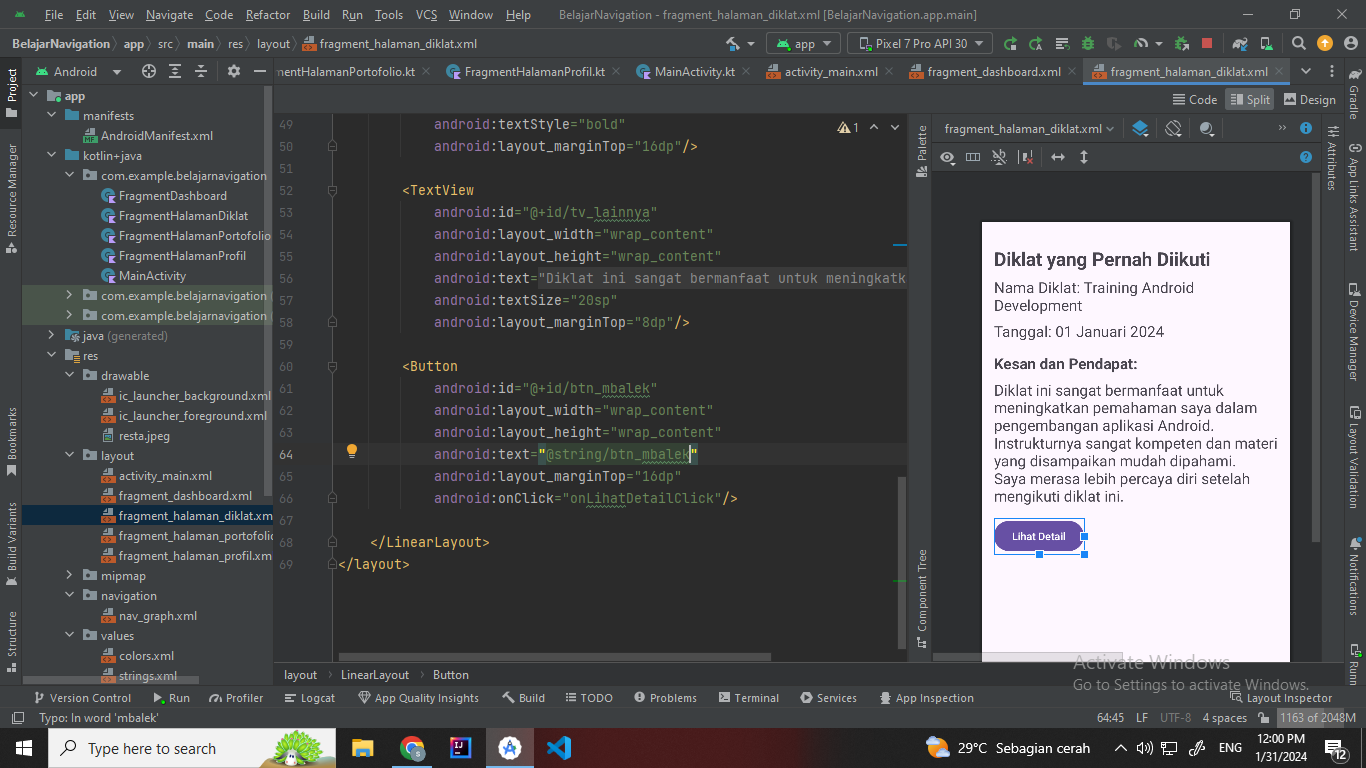 File Edit View Navigate Code Refactor Build Run Tools VCS Window Help BelajarNavigation - fragment_halaman_diklat.xml [BelajarNavigation.app.main]
BelajarNavigation app src main res layout fragment_halaman_diklat.xml app Pixel 7 Pro API 30
Android
mentHalamanPortofolio.kt FragmentHalamanProfil.kt MainActivity.kt activity_main.xml fragment_dashboard.xml fragment_halaman_diklat.xml
Code Split Design
Project
Resource Manager
Bookmarks
Build Variants
Structure
app
manifests
AndroidManifest.xml
kotlin+java
com.example.belajarnavigation
FragmentDashboard
FragmentHalamanDiklat
FragmentHalamanPortofolio
FragmentHalamanProfil
MainActivity
com.example.belajarnavigation
com.example.belajarnavigation
java (generated)
res
drawable
ic_launcher_background.xml
ic_launcher_foreground.xml
resta.jpeg
layout
activity_main.xml
fragment_dashboard.xml
fragment_halaman_diklat.xm
fragment_halaman_portofolio
fragment_halaman_profil.xm
mipmap
navigation
nav_graph.xml
values
colors.xml
strings.xml
1
49 android:textStyle="bold"
50 android:layout_marginTop="16dp"/>
51
52 <TextView
53 android:id="@+id/tv_lainnya"
54 android:layout_width="wrap_content"
55 android:layout_height="wrap_content"
56 android:text="Diklat ini sangat bermanfaat untuk meningkatk
57 android:textSize="20sp"
58 android:layout_marginTop="8dp"/>
59
60 <Button
61 android:id="@+id/btn_mbalek"
62 android:layout_width="wrap_content"
63 android:layout_height="wrap_content"
64 android:text="@string/btn_mbalek"
65 android:layout_marginTop="16dp"
66 android:onClick="onLihatDetailClick"/>
67
68 </LinearLayout>
69 </layout>
layout LinearLayout Button
Palette
Component Tree
fragment_halaman_diklat.xml
Diklat yang Pernah Diikuti
Nama Diklat: Training Android
Development
Tanggal: 01 Januari 2024
Kesan dan Pendapat:
Diklat ini sangat bermanfaat untuk
meningkatkan pemahaman saya dalam
pengembangan aplikasi Android.
Instrukturnya sangat kompeten dan materi
yang disampaikan mudah dipahami.
Saya merasa lebih percaya diri setelah
mengikuti diklat ini.
Lihat Detail
Attributes
Gradle
App Links Assistant
Device Manager
Layout Validation
Notifications
Runn
Activate Windows
Go to Settings to activate Windows.
Version Control Run Profiler Logcat App Quality Insights Build TODO Problems Terminal Services App Inspection Layout Inspector
Typo: In word 'mbalek' 64:45 LF UTF-8 4 spaces 1163 of 2048M
Type here to search 29°C Sebagian cerah ENG 12:00 PM
1/31/2024 12